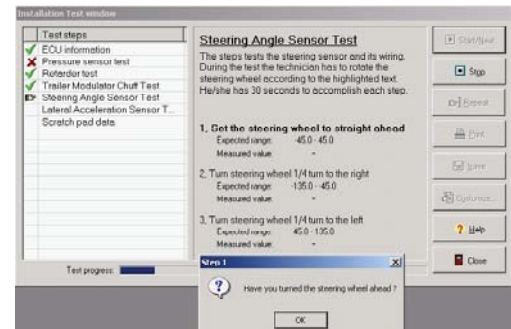 Installation Test window
Test steps
ECU information
Pressure sensor test
Retarder test
Trailer Modulator Chuff Test
Steering Angle Sensor Test
Lateral Acceleration Sensor T...
Scratch pad data
Test progress:
Steering Angle Sensor Test
The steps tests the steering sensor and its wiring.
During the test the technician has to rotate the
steering wheel according to the highlighted text.
He/she has 30 seconds to accomplish each step.
1, Get the steering wheel to straight ahead
Expected range: -45.0 - 45.0
Measured value: -
2, Turn steering wheel 1/4 turn to the right
Expected range: -135.0 - -45.0
Measured value: -
3, Turn steering wheel 1/4 turn to the left
Expected range: 45.0 - 135.0
Measured value: -
Start/Next
Stop
Repeat
Print
Save
Customize...
Help
Close
Step 1
Have you turned the steering wheel ahead ?
OK